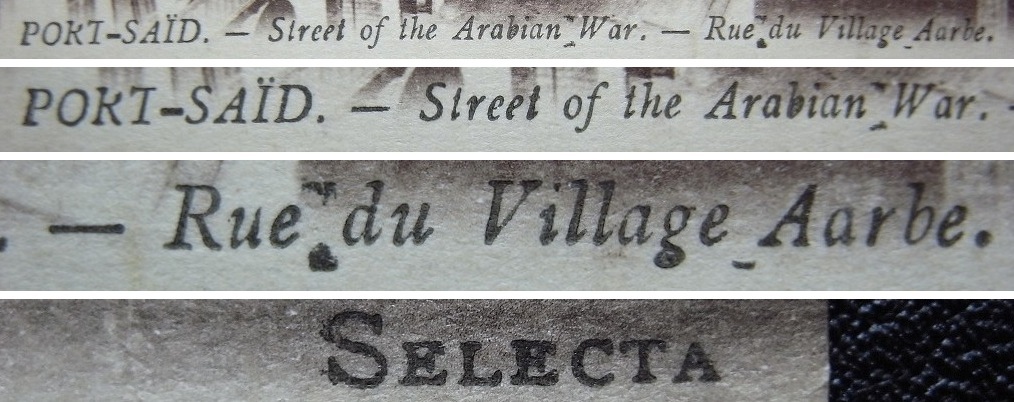 PORT-SAÏD. — Street of the Arabian War. — Rue du Village Aarbe.
PORT-SAÏD. — Street of the Arabian War. -
. — Rue du Village Aarbe.
SELECTA